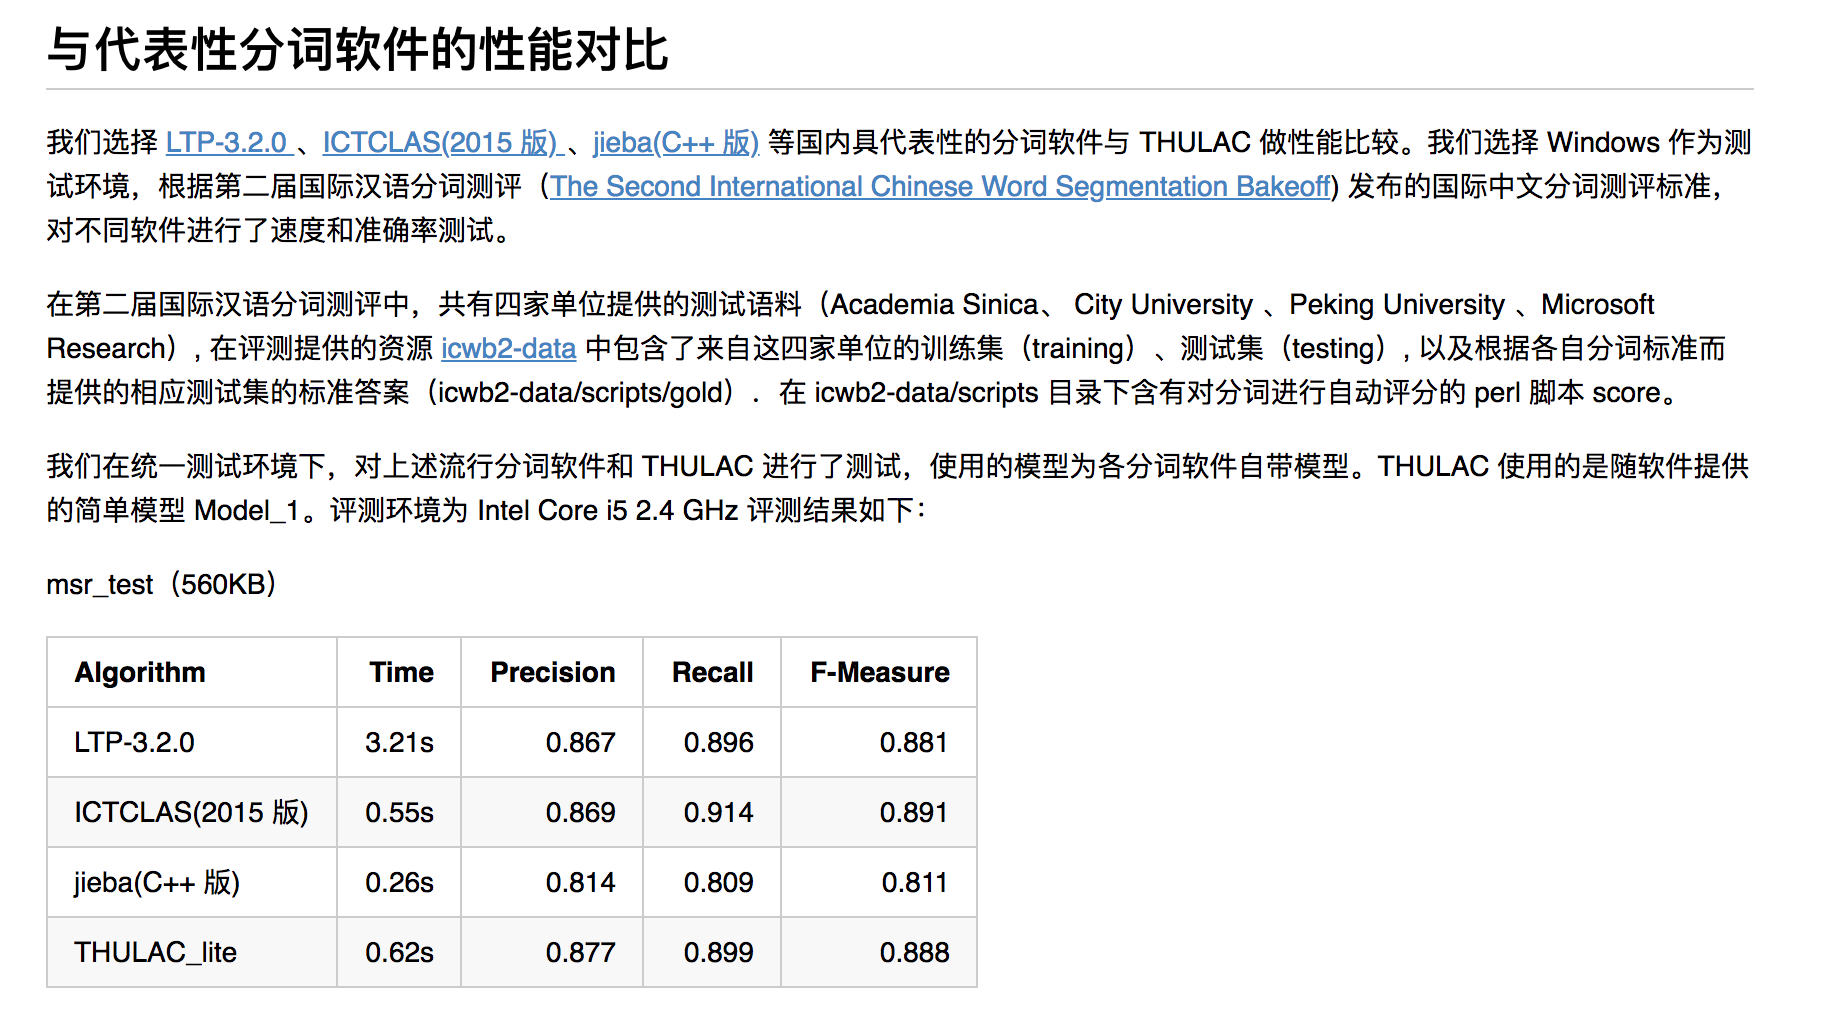 与代表性分词软件的性能对比
我们选择 LTP-3.2.0 、ICTCLAS(2015 版) 、jieba(C++ 版) 等国内具代表性的分词软件与 THULAC 做性能比较。我们选择 Windows 作为测
试环境，根据第二届国际汉语分词测评（The Second International Chinese Word Segmentation Bakeoff) 发布的国际中文分词测评标准，
对不同软件进行了速度和准确率测试。
在第二届国际汉语分词测评中，共有四家单位提供的测试语料（Academia Sinica、 City University 、Peking University 、Microsoft
Research）, 在评测提供的资源 icwb2-data 中包含了来自这四家单位的训练集（training）、测试集（testing）, 以及根据各自分词标准而
提供的相应测试集的标准答案（icwb2-data/scripts/gold）．在 icwb2-data/scripts 目录下含有对分词进行自动评分的 perl 脚本 score。
我们在统一测试环境下，对上述流行分词软件和 THULAC 进行了测试，使用的模型为各分词软件自带模型。THULAC 使用的是随软件提供
的简单模型 Model_1。评测环境为 Intel Core i5 2.4 GHz 评测结果如下：
msr_test（560KB）
Algorithm Time Precision Recall F-Measure
LTP-3.2.0 3.21s 0.867 0.896 0.881
ICTCLAS(2015 版) 0.55s 0.869 0.914 0.891
jieba(C++ 版) 0.26s 0.814 0.809 0.811
THULAC_lite 0.62s 0.877 0.899 0.888